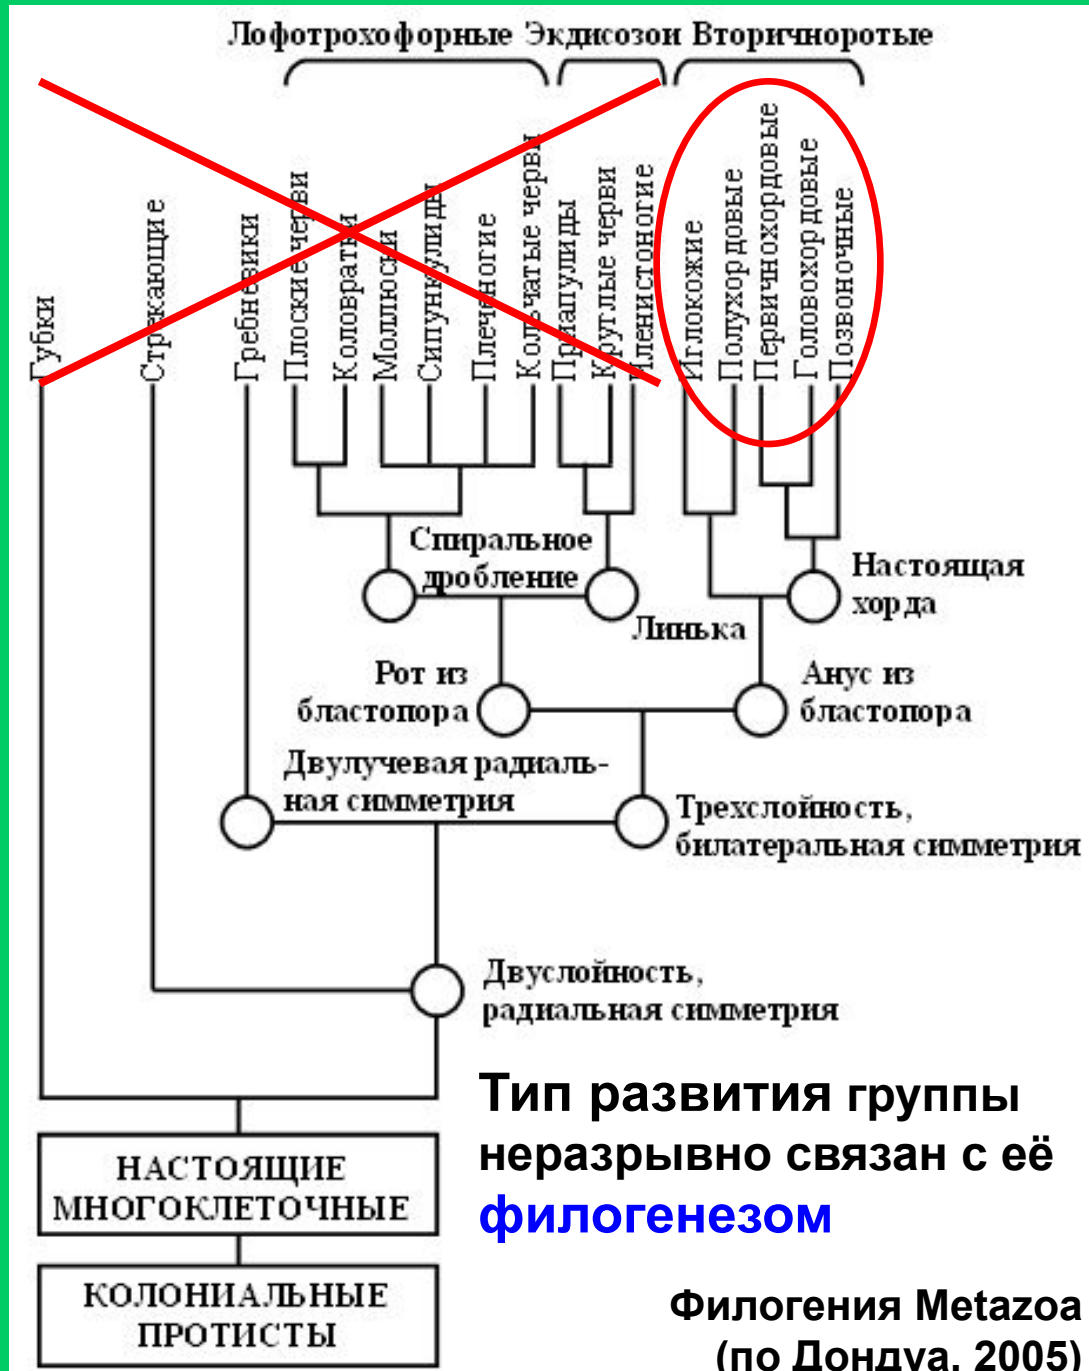 Лофотрохофорные Экдисозои Вторичноротые
Губки
Стрекающие
Гребневики
Плоские черви
Коловратки
Моллюски
Сипункулиды
Плеченогие
Кольчатые черви
Приапулиды
Круглые черви
Членистоногие
Иглокожие
Полухордовые
Первичнохордовые
Головохордовые
Позвоночные
Спиральное
дробление
Линька
Настоящая
хорда
Рот из
бластопора
Анус из
бластопора
Двулучевая радиаль-
ная симметрия
Трехслойность,
билатеральная симметрия
Двуслойность,
радиальная симметрия
НАСТОЯЩИЕ
МНОГОКЛЕТОЧНЫЕ
КОЛОНИАЛЬНЫЕ
ПРОТИСТЫ
Тип развития группы
неразрывно связан с её
филогенезом
Филогения Metazoa
(по Дондуа, 2005)